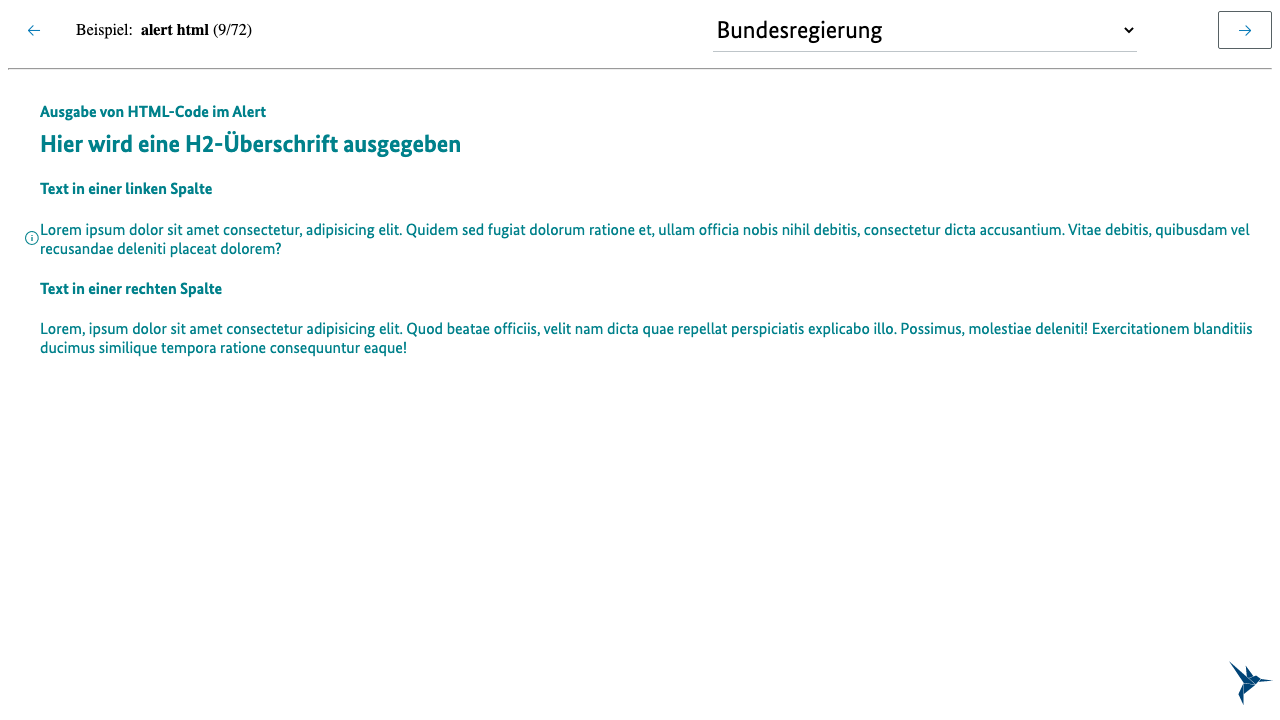 Beispiel: alert html (9/72)
Bundesregierung
Ausgabe von HTML-Code im Alert
Hier wird eine H2-Überschrift ausgegeben
Text in einer linken Spalte
Lorem ipsum dolor sit amet consectetur, adipisicing elit. Quidem sed fugiat dolorum ratione et, ullam officia nobis nihil debitis, consectetur dicta accusantium. Vitae debitis, quibusdam vel
recusandae deleniti placeat dolorem?
Text in einer rechten Spalte
Lorem, ipsum dolor sit amet consectetur adipisicing elit. Quod beatae officiis, velit nam dicta quae repellat perspiciatis explicabo illo. Possimus, molestiae deleniti! Exercitationem blanditiis
ducimus similique tempora ratione consequuntur eaque!